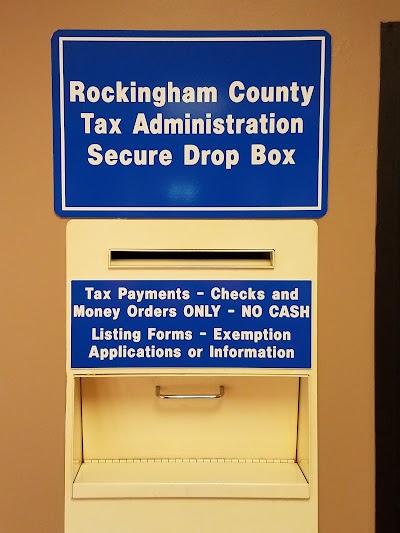 Rockingham County
Tax Administration
Secure Drop Box
Tax Payments - Checks and
Money Orders ONLY - NO CASH
Listing Forms - Exemption
Applications or Information